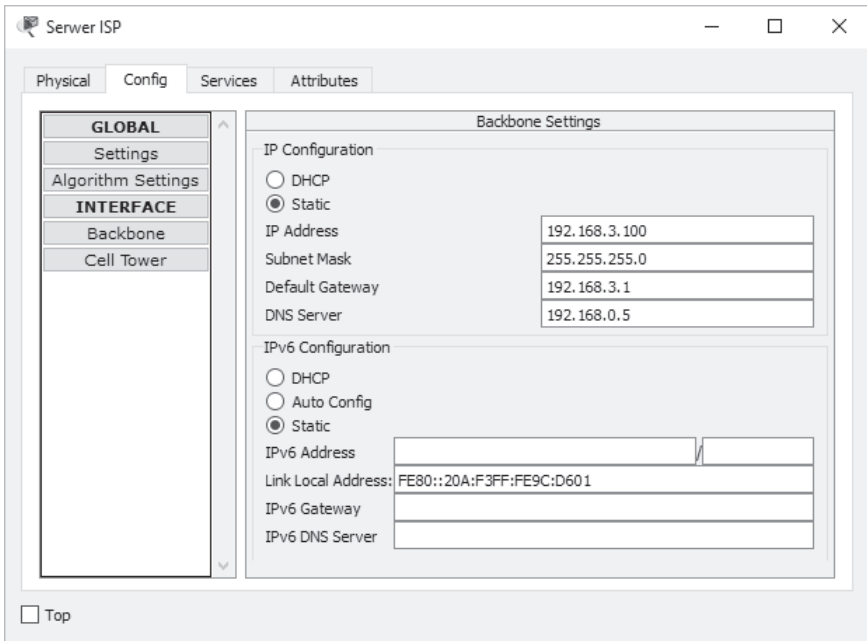 Serwer ISP
Physical Config Services Attributes
GLOBAL
Settings
Algorithm Settings
INTERFACE
Backbone
Cell Tower
Backbone Settings
IP Configuration
DHCP
Static
IP Address 192.168.3.100
Subnet Mask 255.255.255.0
Default Gateway 192.168.3.1
DNS Server 192.168.0.5
IPv6 Configuration
DHCP
Auto Config
Static
IPv6 Address /
Link Local Address: FE80::20A:F3FF:FE9C:D601
IPv6 Gateway
IPv6 DNS Server
Top